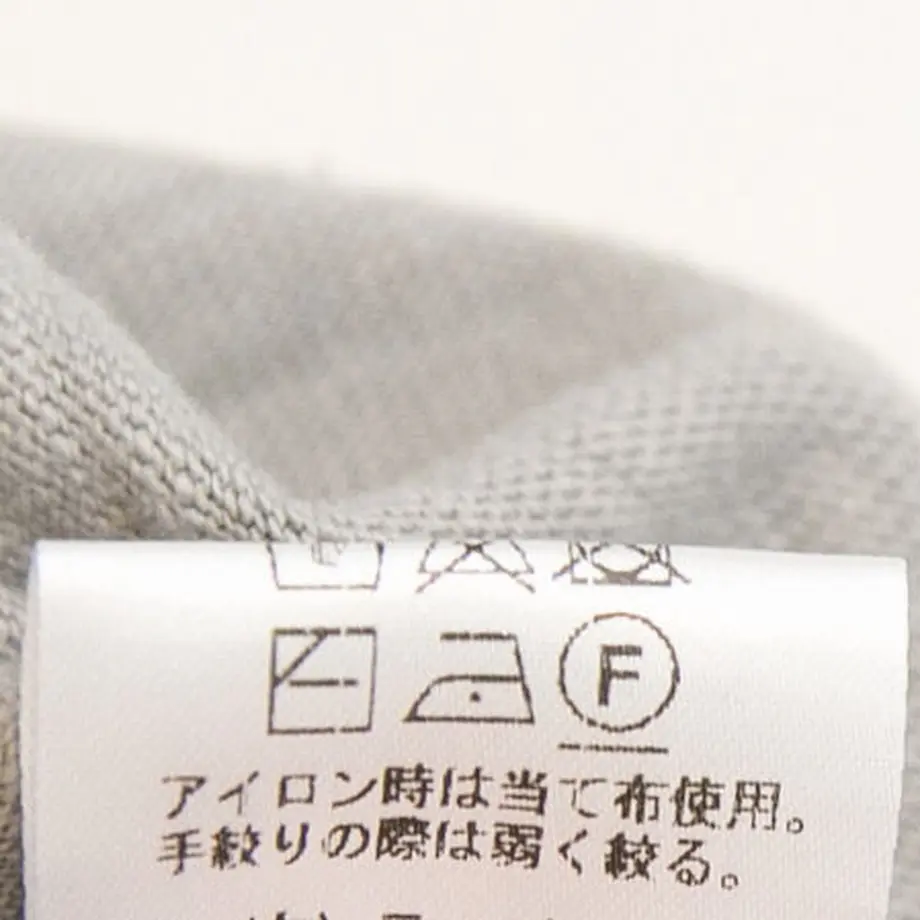 F
アイロン時は当て布使用。
手絞りの際は弱く絞る。